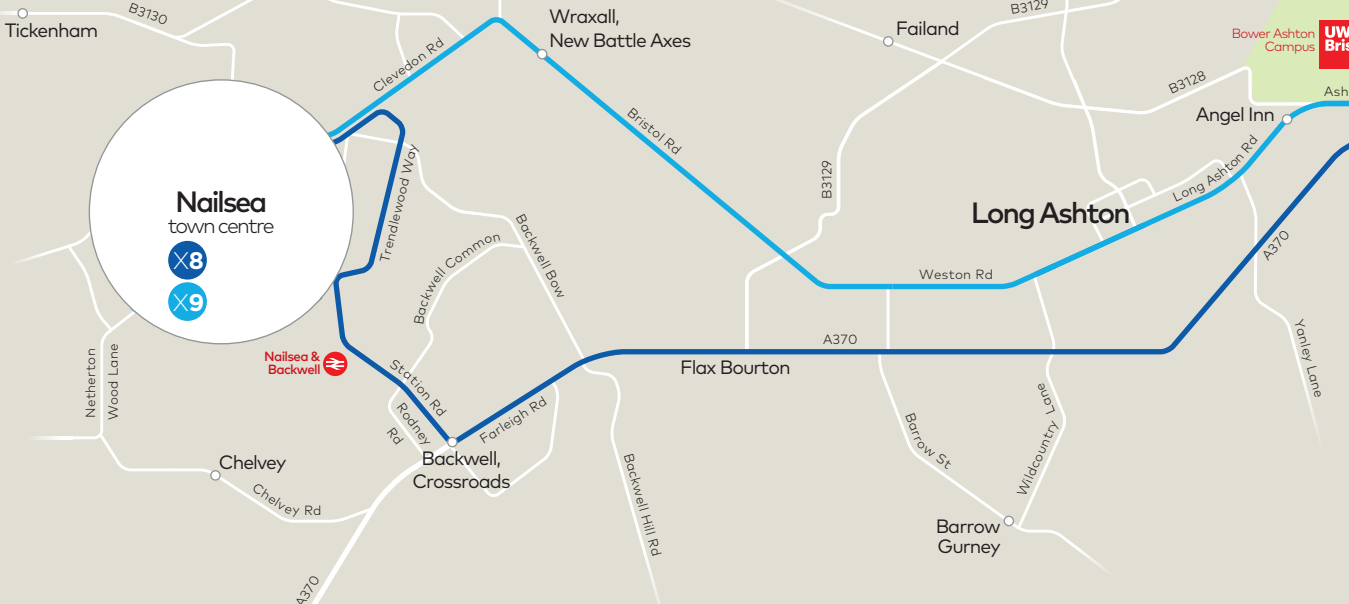 B3130
Tickenham
Wraxall,
New Battle Axes
B3129
Failand
Bower Ashton
Campus
UW
Bris
Clevedon Rd
B3128
Ash
Angel Inn
Bristol Rd
B3129
Trendlewood Way
Long Ashton Rd
Nailsea
town centre
X8
X9
Long Ashton
Backwell Common
Backwell Bow
A370
Weston Rd
A370
Nailsea &
Backwell
Netherton
Wood Lane
Station Rd
Flax Bourton
Yanley Lane
Rodney
Rd
Farleigh Rd
Wildcountry
Lane
Barrow St
Backwell,
Crossroads
Chelvey
Chelvey Rd
Backwell Hill Rd
Barrow
Gurney
A370